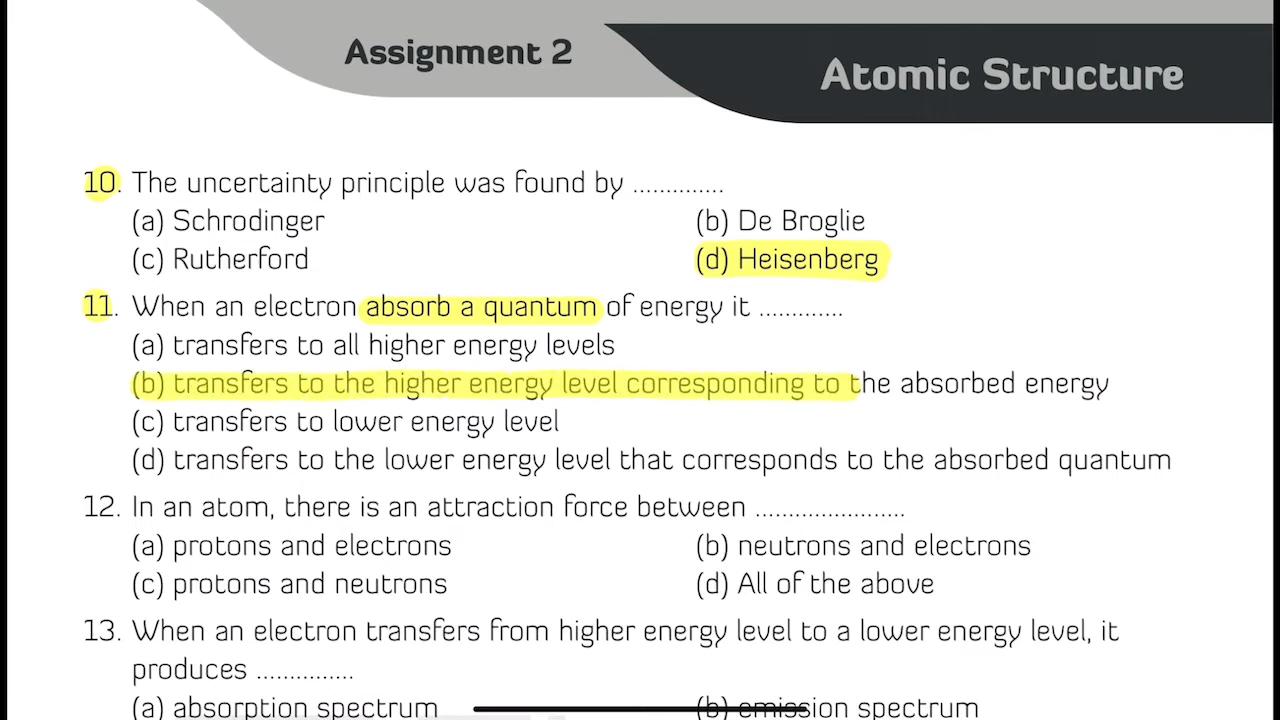 Assignment 2
Atomic Structure
10. The uncertainty principle was found by ..............
(a) Schrodinger (b) De Broglie
(c) Rutherford (d) Heisenberg
11. When an electron absorb a quantum of energy it .............
(a) transfers to all higher energy levels
(b) transfers to the higher energy level corresponding to the absorbed energy
(c) transfers to lower energy level
(d) transfers to the lower energy level that corresponds to the absorbed quantum
12. In an atom, there is an attraction force between .......................
(a) protons and electrons (b) neutrons and electrons
(c) protons and neutrons (d) All of the above
13. When an electron transfers from higher energy level to a lower energy level, it
produces ...............
(a) absorption spectrum (b) emission spectrum